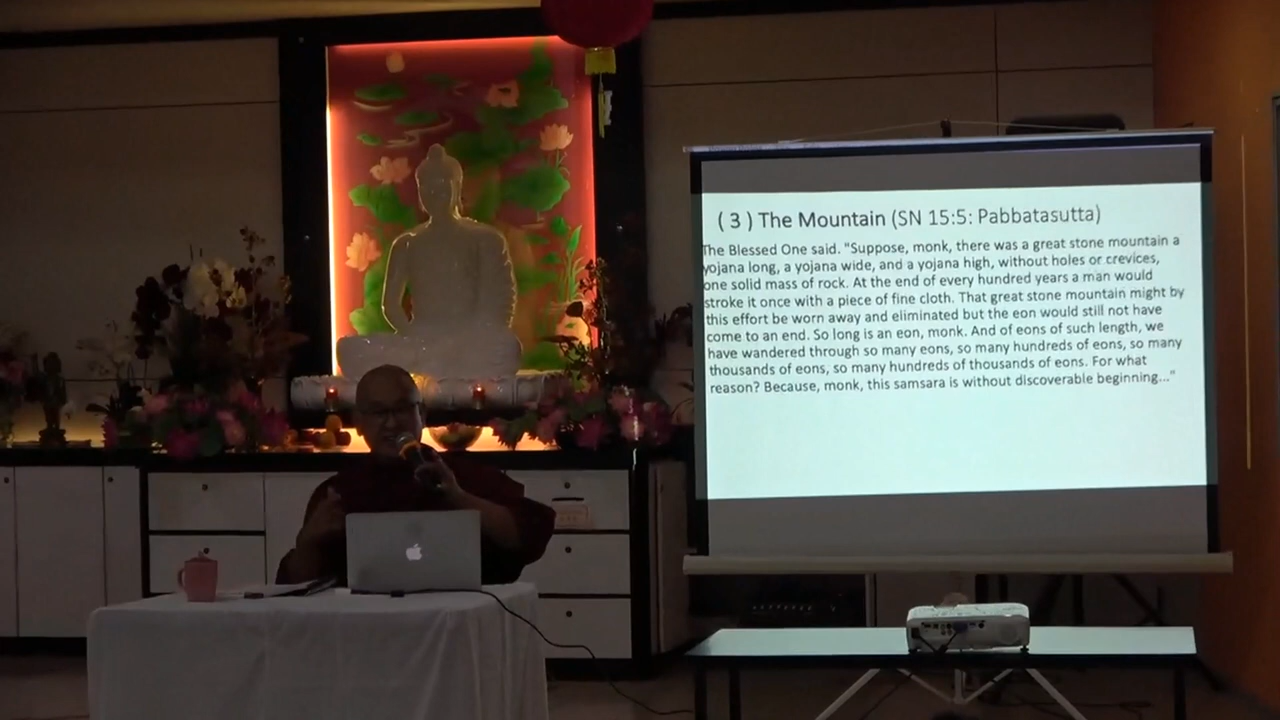 ( 3 ) The Mountain (SN 15:5: Pabbatasutta)
The Blessed One said. "Suppose, monk, there was a great stone mountain a
yojana long, a yojana wide, and a yojana high, without holes or crevices,
one solid mass of rock. At the end of every hundred years a man would
stroke it once with a piece of fine cloth. That great stone mountain might by
this effort be worn away and eliminated but the eon would still not have
come to an end. So long is an eon, monk. And of eons of such length, we
have wandered through so many eons, so many hundreds of eons, so many
thousands of eons, so many hundreds of thousands of eons. For what
reason? Because, monk, this samsara is without discoverable beginning..."